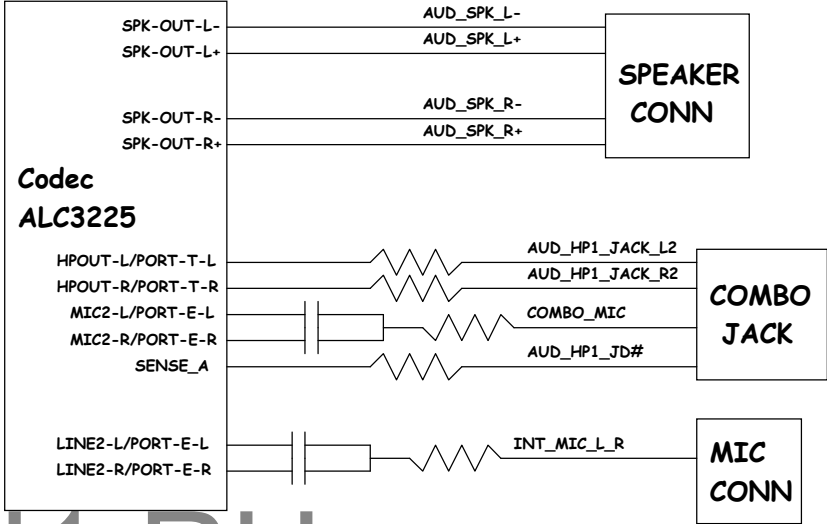 SPK-OUT-L-
AUD_SPK_L-
SPK-OUT-L+
AUD_SPK_L+
SPEAKER
CONN
SPK-OUT-R-
AUD_SPK_R-
SPK-OUT-R+
AUD_SPK_R+
Codec
ALC3225
HPOUT-L/PORT-T-L
AUD_HP1_JACK_L2
HPOUT-R/PORT-T-R
AUD_HP1_JACK_R2
MIC2-L/PORT-E-L
COMBO_MIC
MIC2-R/PORT-E-R
SENSE_A
AUD_HP1_JD#
COMBO
JACK
LINE2-L/PORT-E-L
LINE2-R/PORT-E-R
INT_MIC_L_R
MIC
CONN